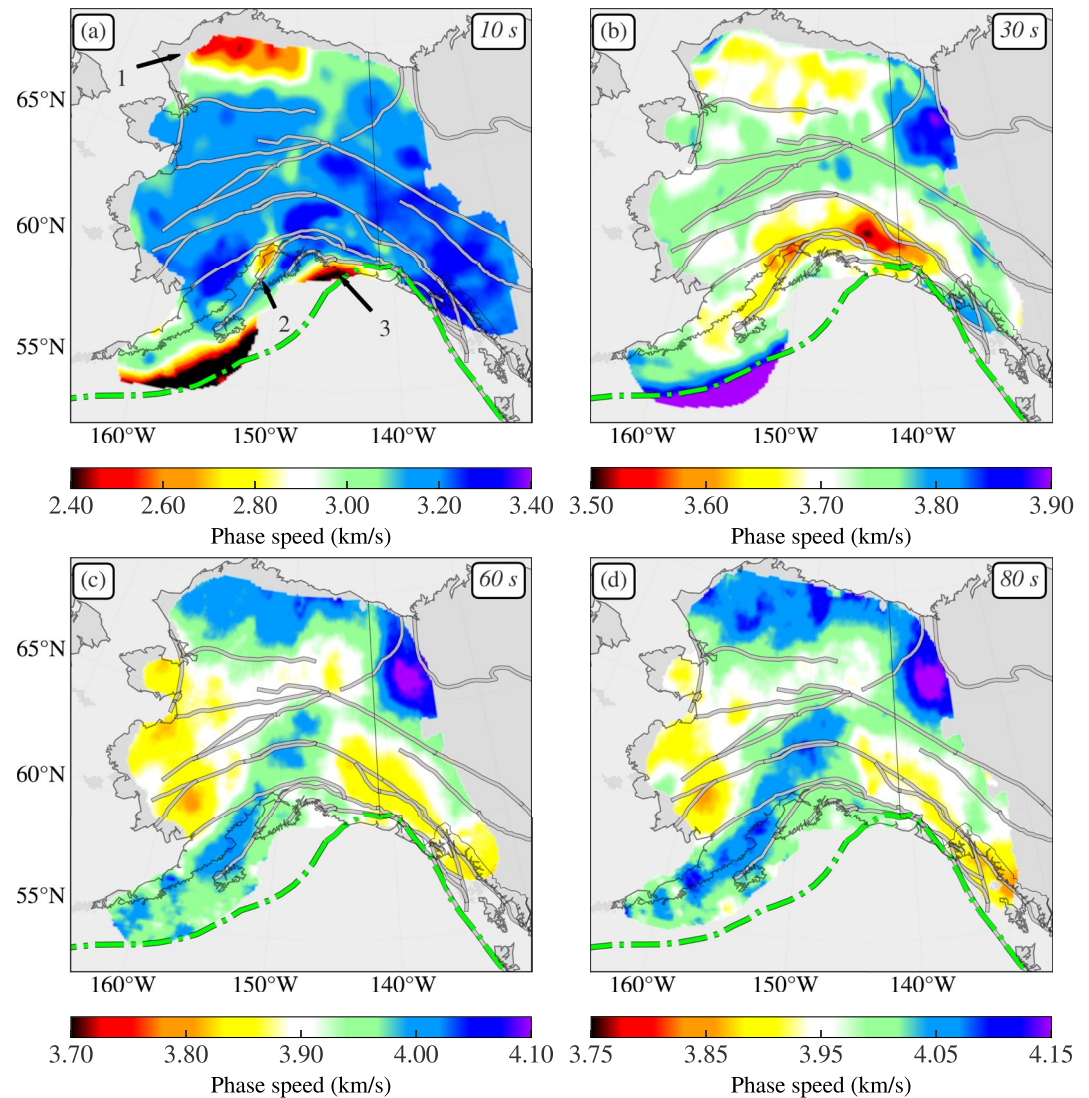 (a) 10 s (b) 30 s
1
65°N
60°N
2 3
55°N
160°W 150°W 140°W 160°W 150°W 140°W
2.40 2.60 2.80 3.00 3.20 3.40 3.50 3.60 3.70 3.80 3.90
Phase speed (km/s) Phase speed (km/s)
(c) 60 s (d) 80 s
65°N
60°N
55°N
160°W 150°W 140°W 160°W 150°W 140°W
3.70 3.80 3.90 4.00 4.10 3.75 3.85 3.95 4.05 4.15
Phase speed (km/s) Phase speed (km/s)